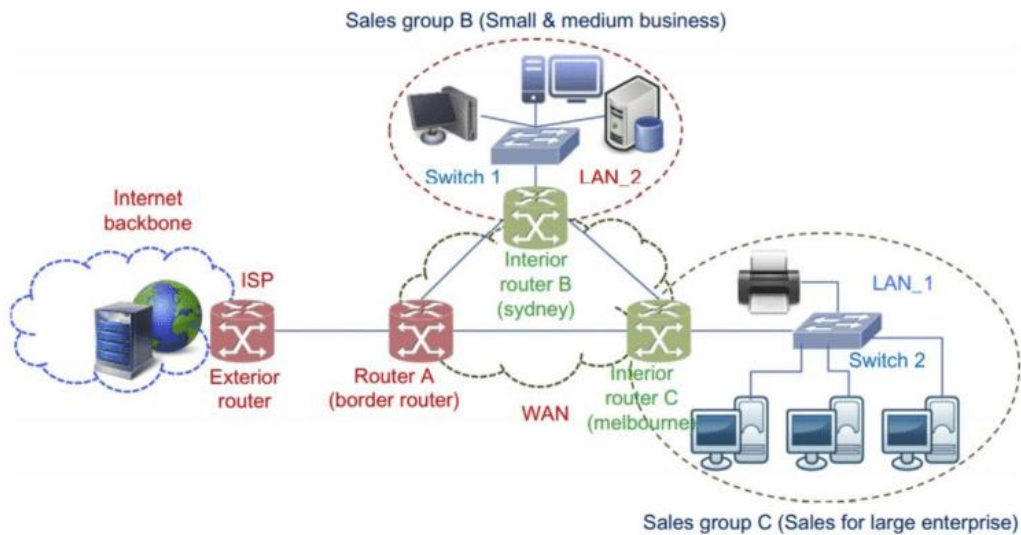 Sales group B (Small & medium business)
Switch 1
LAN_2
Internet
backbone
ISP
Interior
router B
(sydney)
LAN_1
Switch 2
Exterior
router
Router A
(border router)
WAN
Interior
router C
(melbourne)
Sales group C (Sales for large enterprise)